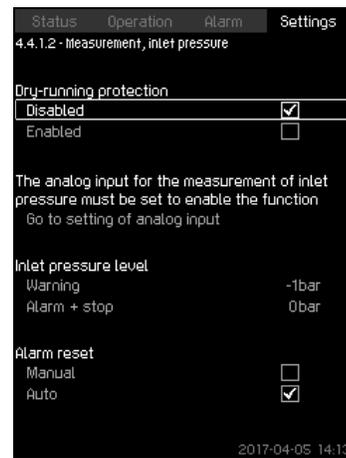 Status Operation Alarm Settings
4.4.1.2 - Measurement, inlet pressure
Dry-running protection
Disabled
Enabled
The analog input for the measurement of inlet
pressure must be set to enable the function
Go to setting of analog input
Inlet pressure level
Warning -1bar
Alarm + stop 0bar
Alarm reset
Manual
Auto
2017-04-05 14:13